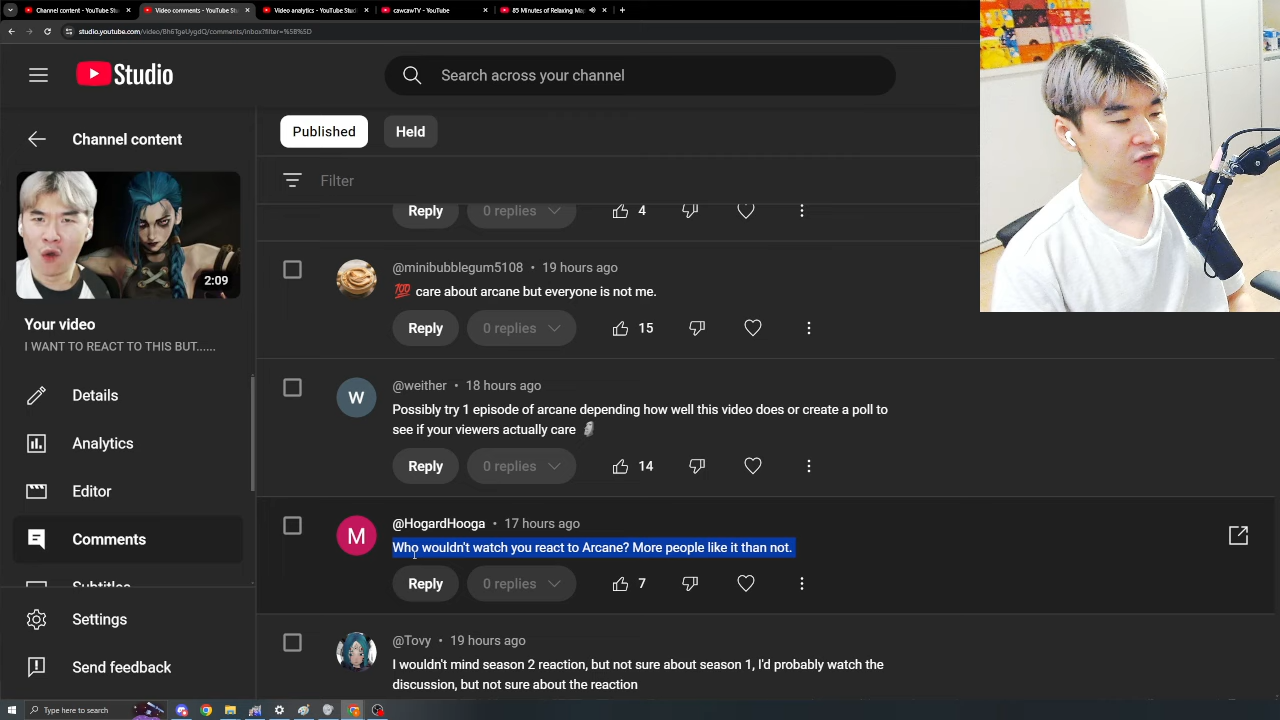 Channel content - YouTube St
Video comments - YouTube St
Video analytics - YouTube Stud
cawcawTV - YouTube
85 Minutes of Relaxing Ma
studio.youtube.com/video/8h6TgeUygdQ/comments/inbox?filter=%5B%5D
Studio
Search across your channel
Channel content
2:09
Your video
I WANT TO REACT TO THIS BUT......
Details
Analytics
Editor
Comments
Subtitles
Settings
Send feedback
Published
Held
Filter
Reply
0 replies
4
@minibubblegum5108 • 19 hours ago
💯 care about arcane but everyone is not me.
Reply
0 replies
15
W
@weither • 18 hours ago
Possibly try 1 episode of arcane depending how well this video does or create a poll to
see if your viewers actually care 🗿
Reply
0 replies
14
M
@HogardHooga • 17 hours ago
Who wouldn't watch you react to Arcane? More people like it than not.
Reply
0 replies
7
@Tovy • 19 hours ago
I wouldn't mind season 2 reaction, but not sure about season 1, I'd probably watch the
discussion, but not sure about the reaction
Type here to search